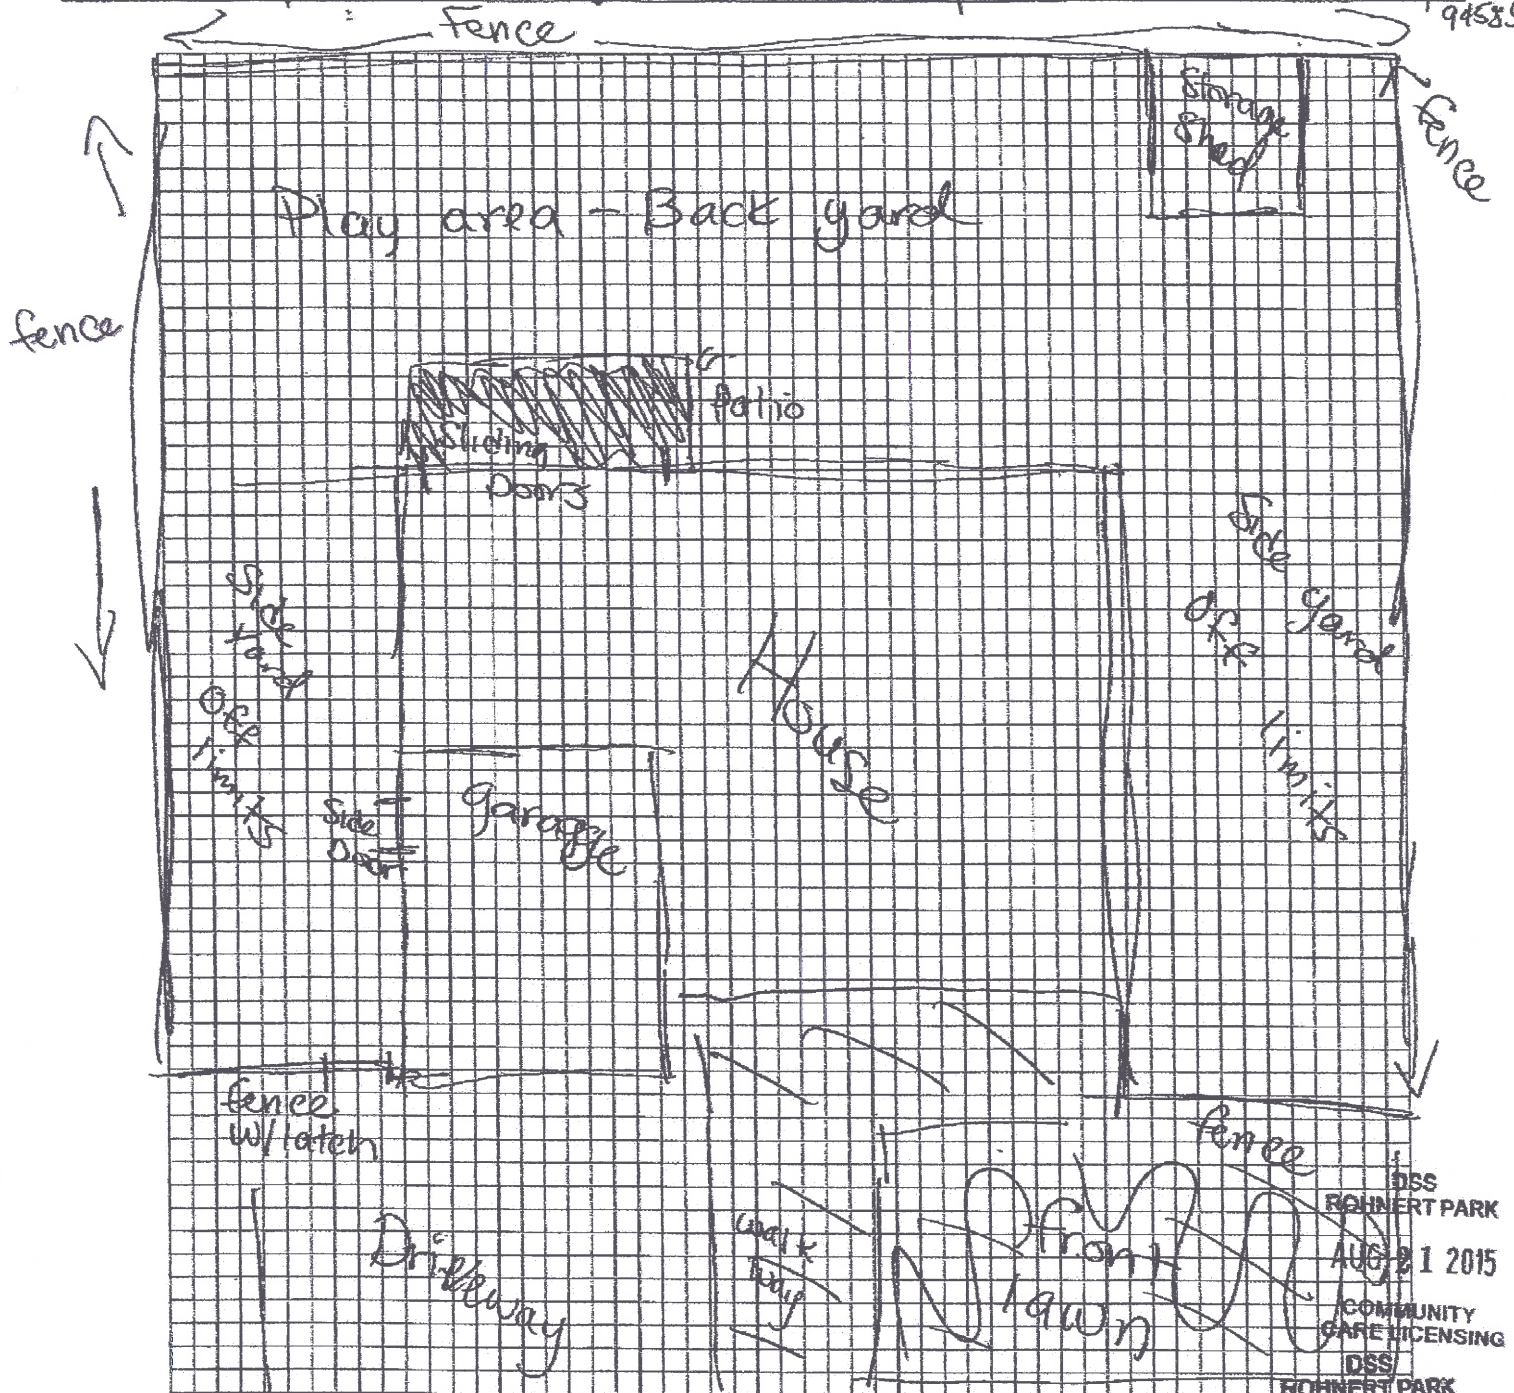 94585
Fence
Storage
Shed
fence
Play area - Back yard
fence
Patio
Sliding
Doors
Side
yard
off
limits
Side
Yard
Off
limits
House
garage
Side
Door
fence
w/latch
fence
Driveway
walk
way
front
lawn
DSS
ROHNERT PARK
AUG 21 2015
COMMUNITY
CARE LICENSING
DSS
ROHNERT PARK